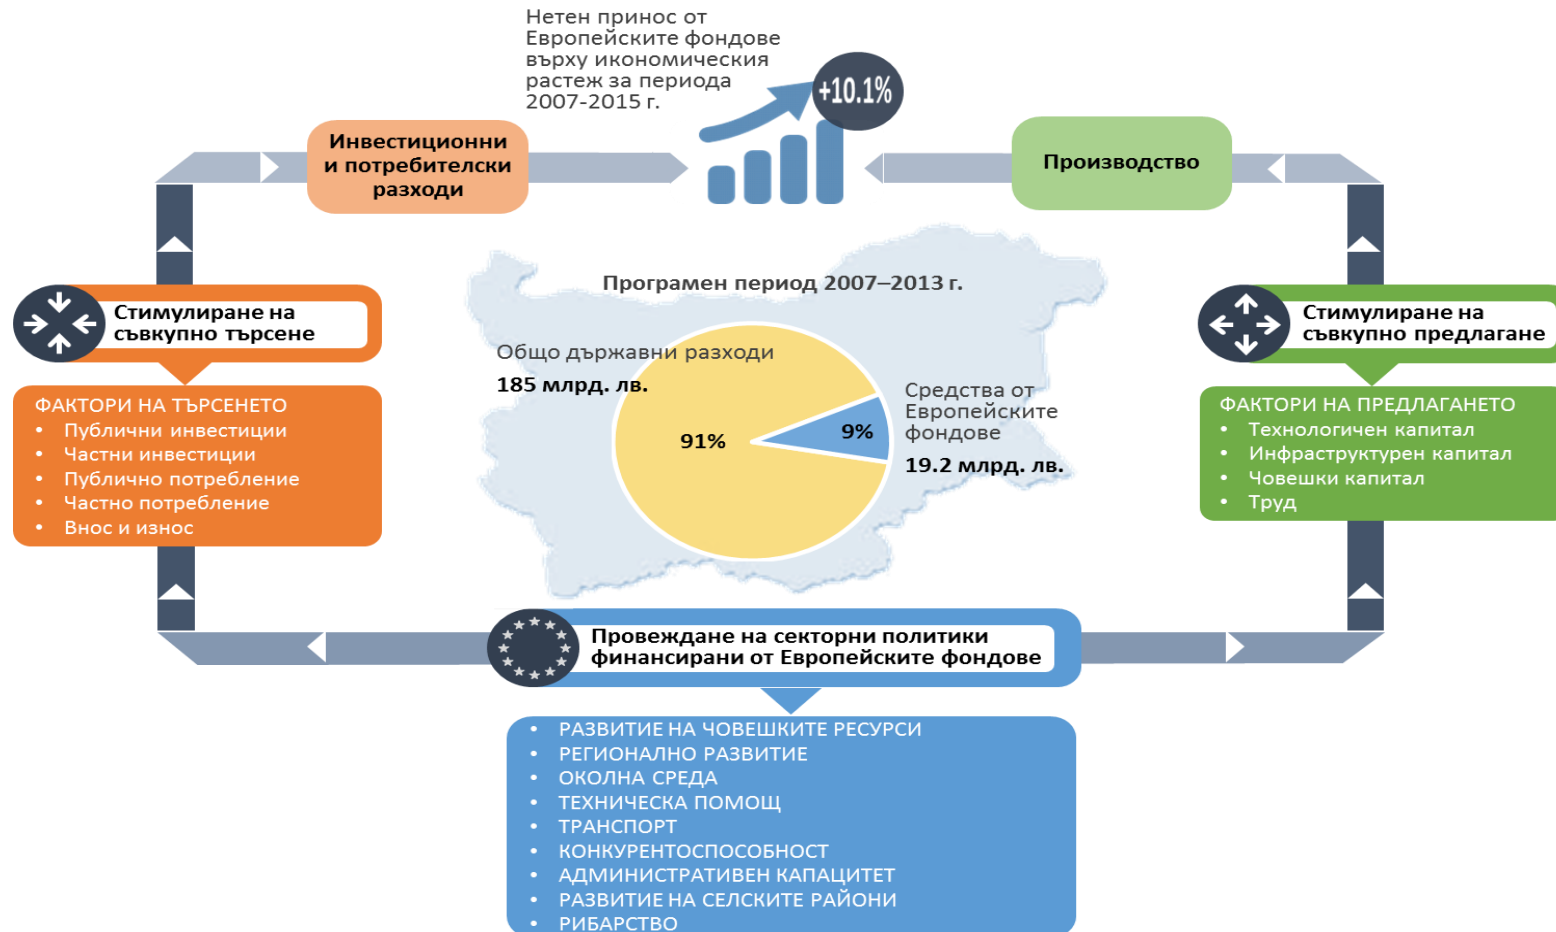 Нетен принос от
Европейските фондове
върху икономическия
растеж за периода
2007-2015 г.
+10.1%
Инвестиционни
и потребителски
разходи
Производство
Програмен период 2007–2013 г.
Стимулиране на
съвкупно търсене
Стимулиране на
съвкупно предлагане
Общо държавни разходи
185 млрд. лв.
91%
9%
Средства от
Европейските
фондове
19.2 млрд. лв.
ФАКТОРИ НА ТЪРСЕНЕТО
• Публични инвестиции
• Частни инвестиции
• Публично потребление
• Частно потребление
• Внос и износ
ФАКТОРИ НА ПРЕДЛАГАНЕТО
• Технологичен капитал
• Инфраструктурен капитал
• Човешки капитал
• Труд
Провеждане на секторни политики
финансирани от Европейските фондове
• РАЗВИТИЕ НА ЧОВЕШКИТЕ РЕСУРСИ
• РЕГИОНАЛНО РАЗВИТИЕ
• ОКОЛНА СРЕДА
• ТЕХНИЧЕСКА ПОМОЩ
• ТРАНСПОРТ
• КОНКУРЕНТОСПОСОБНОСТ
• АДМИНИСТРАТИВЕН КАПАЦИТЕТ
• РАЗВИТИЕ НА СЕЛСКИТЕ РАЙОНИ
• РИБАРСТВО